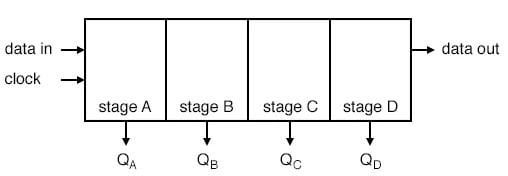 data in
data out
clock
stage A stage B stage C stage D
QA QB QC QD